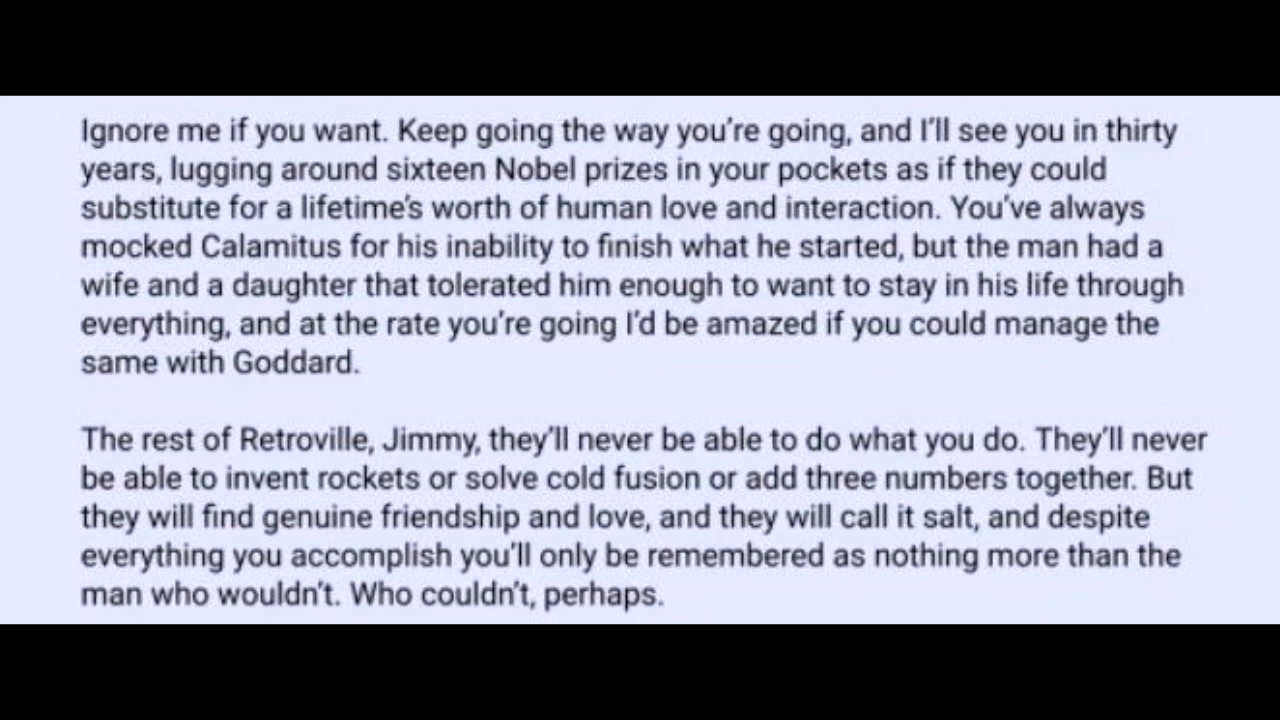 Ignore me if you want. Keep going the way you’re going, and I’ll see you in thirty
years, lugging around sixteen Nobel prizes in your pockets as if they could
substitute for a lifetime’s worth of human love and interaction. You’ve always
mocked Calamitus for his inability to finish what he started, but the man had a
wife and a daughter that tolerated him enough to want to stay in his life through
everything, and at the rate you’re going I’d be amazed if you could manage the
same with Goddard.
The rest of Retroville, Jimmy, they’ll never be able to do what you do. They’ll never
be able to invent rockets or solve cold fusion or add three numbers together. But
they will find genuine friendship and love, and they will call it salt, and despite
everything you accomplish you’ll only be remembered as nothing more than the
man who wouldn’t. Who couldn’t, perhaps.